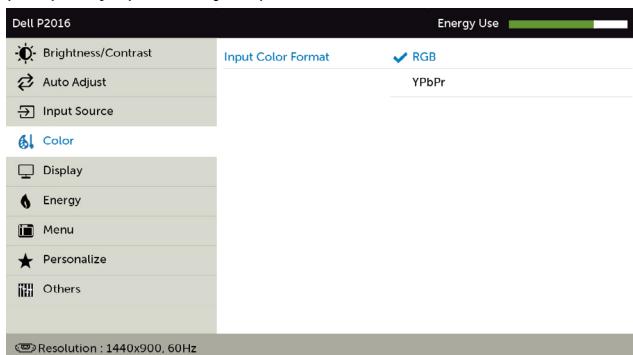 Dell P2016
Energy Use
Brightness/Contrast
Auto Adjust
Input Source
Color
Display
Energy
Menu
Personalize
Others
Input Color Format
RGB
YPbPr
Resolution : 1440x900, 60Hz